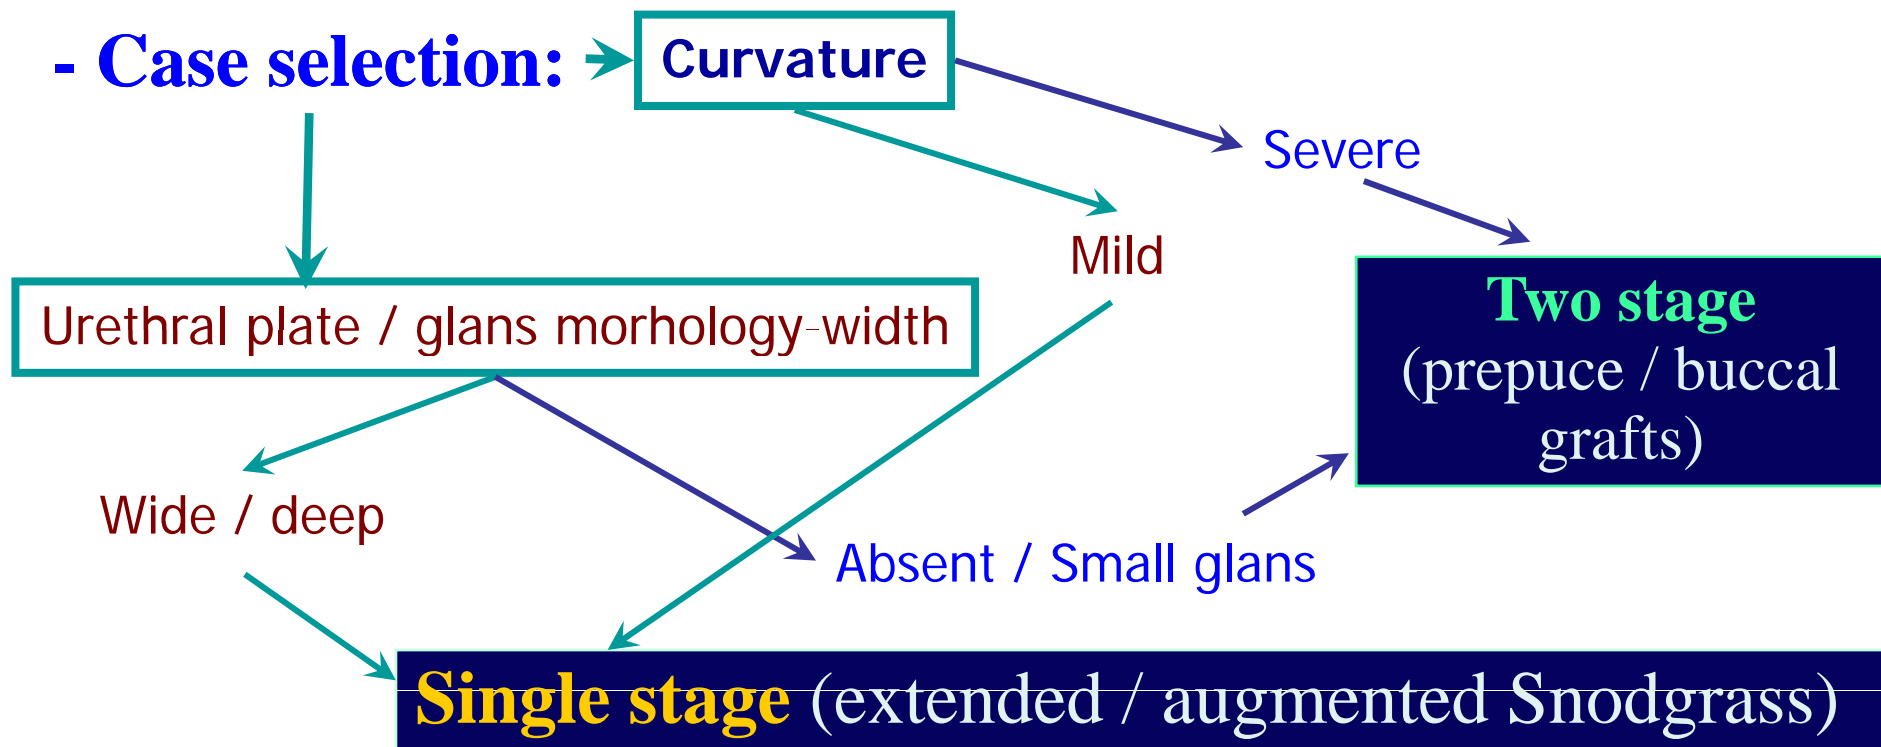 - Case selection:
Curvature
Severe
Mild
Urethral plate / glans morhology-width
Two stage
(prepuce / buccal
grafts)
Wide / deep
Absent / Small glans
Single stage (extended / augmented Snodgrass)